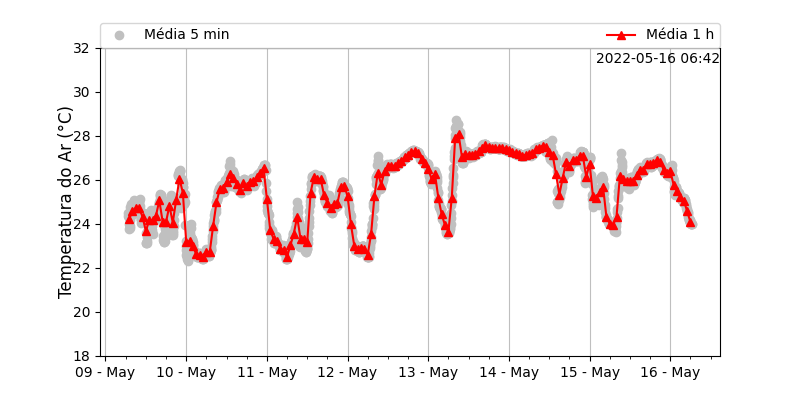 Média 5 min
Média 1 h
2022-05-16 06:42
Temperatura do Ar (°C)
32
30
28
26
24
22
20
18
09 - May
10 - May
11 - May
12 - May
13 - May
14 - May
15 - May
16 - May